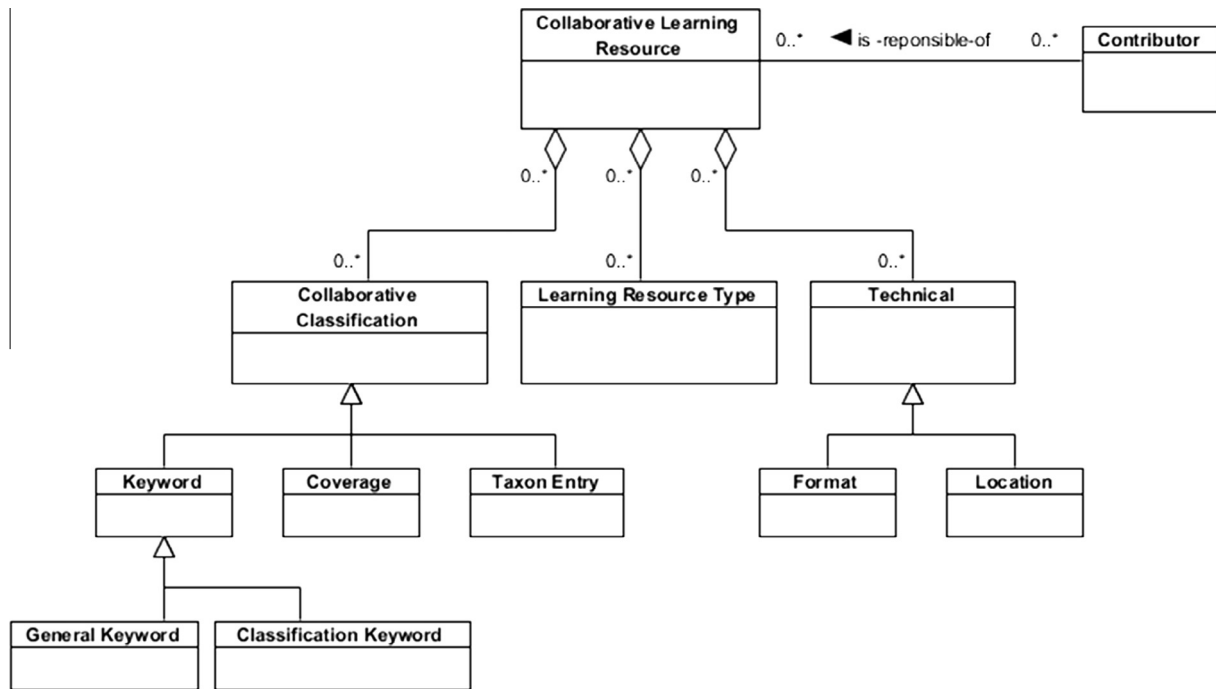 Collaborative Learning
Resource
0..* ◄ is -reponsible-of 0..*
Contributor
0..* 0..* 0..*
0..* 0..* 0..*
Collaborative
Classification
Learning Resource Type
Technical
Keyword
Coverage
Taxon Entry
Format
Location
General Keyword
Classification Keyword